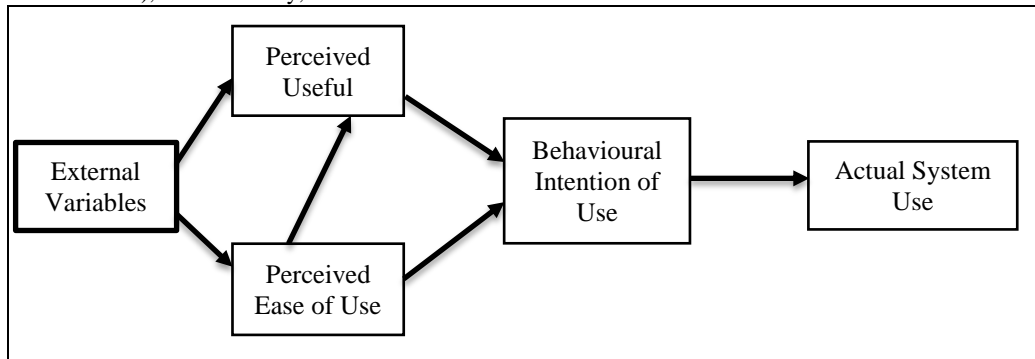 Perceived
Useful
External
Variables
Behavioural
Intention of
Use
Actual System
Use
Perceived
Ease of Use